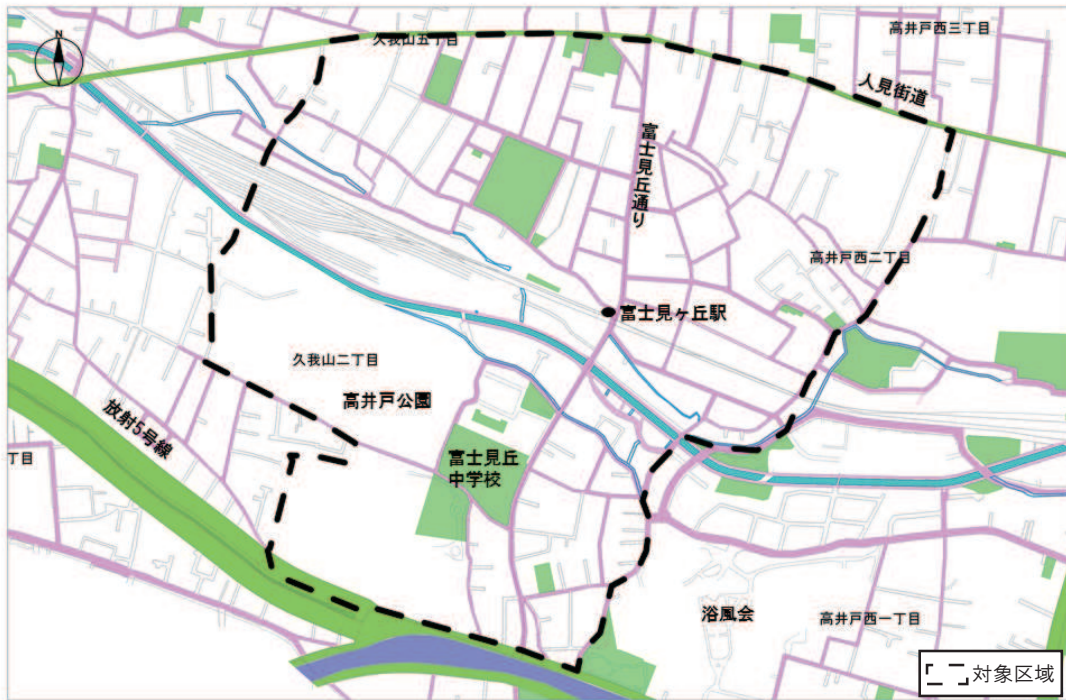 N
久我山五丁目
高井戸西三丁目
人見街道
富士見丘通り
高井戸西二丁目
富士見ヶ丘駅
久我山二丁目
高井戸公園
放射5号線
丁目
富士見丘
中学校
浴風会
高井戸西一丁目
対象区域